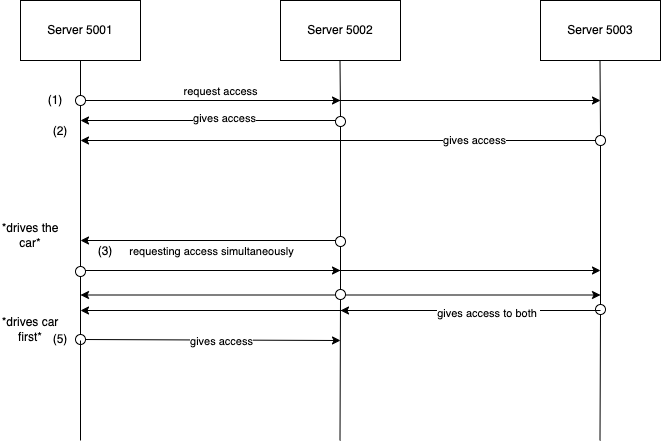 Server 5001
Server 5002
Server 5003
(1)
request access
(2)
gives access
gives access
*drives the
car*
(3)
requesting access simultaneously
gives access to both
*drives car
first*
(5)
gives access